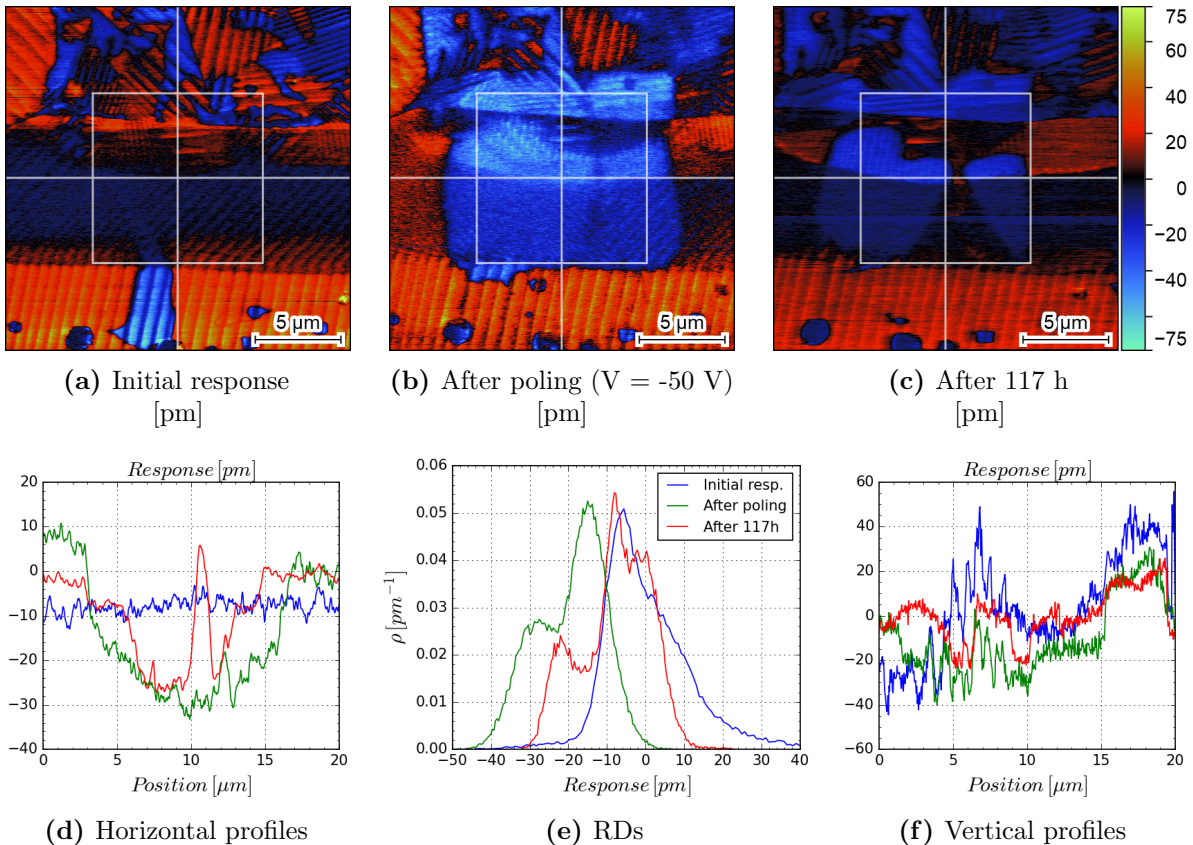 5 µm
5 µm
5 µm
75
60
40
20
0
−20
−40
−60
−75
(a) Initial response
[pm]
(b) After poling (V = -50 V)
[pm]
(c) After 117 h
[pm]
Response [pm]
20
10
0
−10
−20
−30
−40
0
5
10
15
20
Position [µm]
(d) Horizontal profiles
0.06
0.05
0.04
0.03
0.02
0.01
0.00
ρ [pm⁻¹]
Initial resp.
After poling
After 117h
−50
−40
−30
−20
−10
0
10
20
30
40
Response [pm]
(e) RDs
Response [pm]
60
40
20
0
−20
−40
−60
0
5
10
15
20
Position [µm]
(f) Vertical profiles